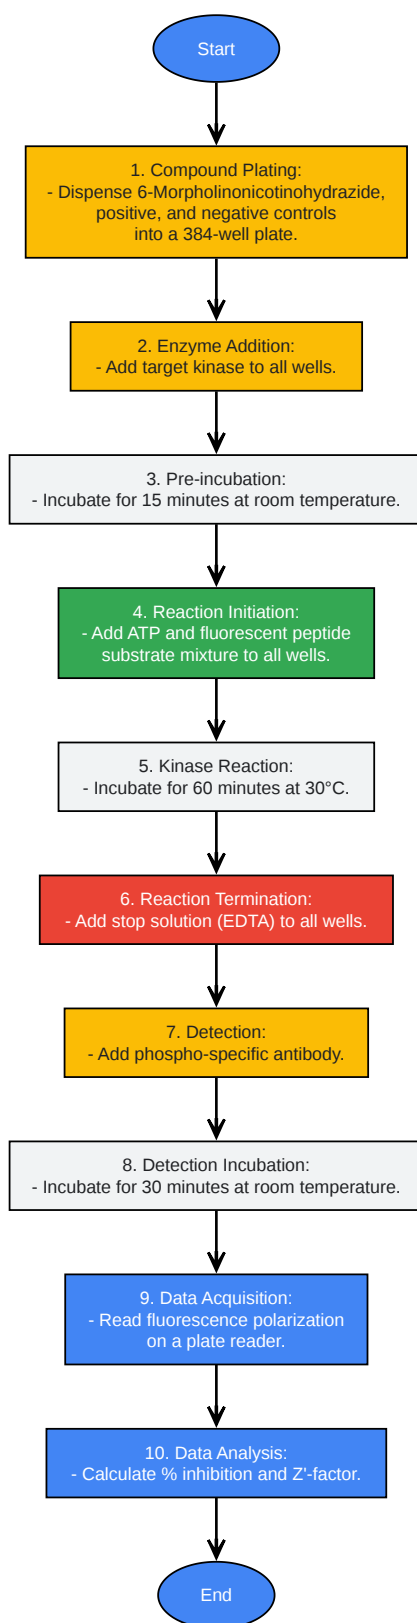 Start
1. Compound Plating:
- Dispense 6-Morpholinonicotinohydrazide,
positive, and negative controls
into a 384-well plate.
2. Enzyme Addition:
- Add target kinase to all wells.
3. Pre-incubation:
- Incubate for 15 minutes at room temperature.
4. Reaction Initiation:
- Add ATP and fluorescent peptide
substrate mixture to all wells.
5. Kinase Reaction:
- Incubate for 60 minutes at 30°C.
6. Reaction Termination:
- Add stop solution (EDTA) to all wells.
7. Detection:
- Add phospho-specific antibody.
8. Detection Incubation:
- Incubate for 30 minutes at room temperature.
9. Data Acquisition:
- Read fluorescence polarization
on a plate reader.
10. Data Analysis:
- Calculate % inhibition and Z'-factor.
End